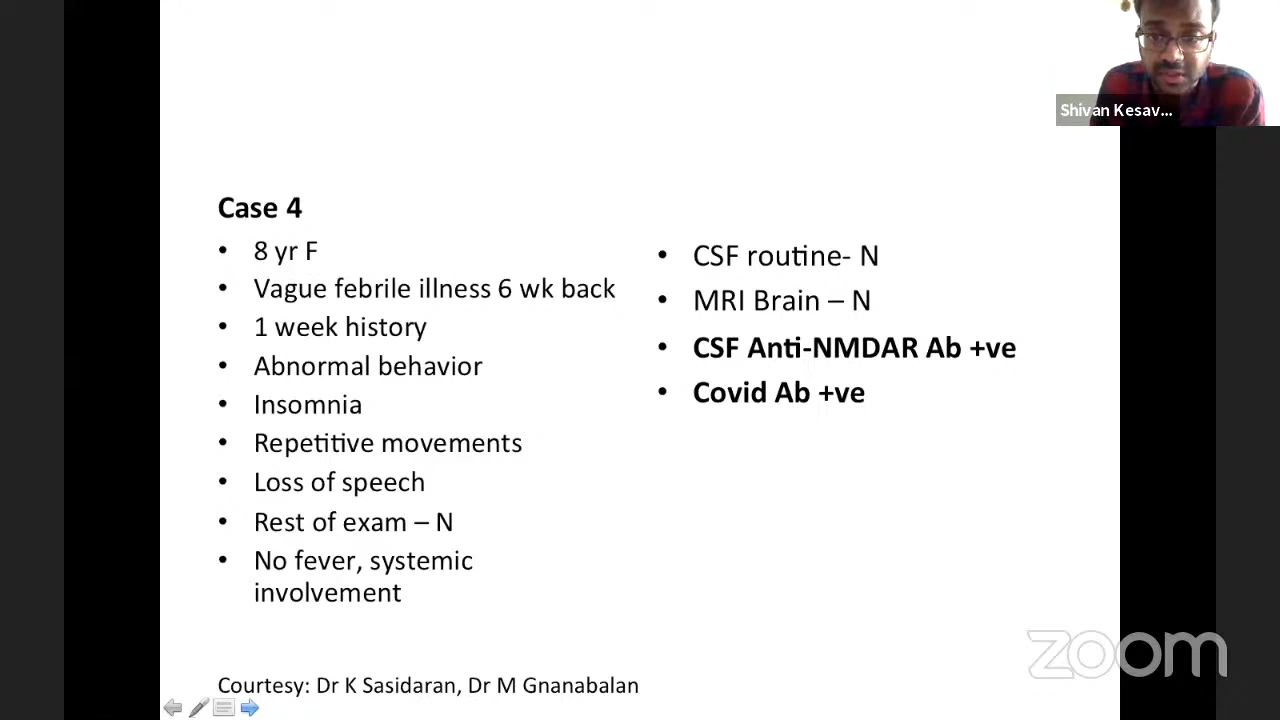 Shivan Kesav...
Case 4
• 8 yr F
• Vague febrile illness 6 wk back
• 1 week history
• Abnormal behavior
• Insomnia
• Repetitive movements
• Loss of speech
• Rest of exam – N
• No fever, systemic
involvement
• CSF routine- N
• MRI Brain – N
• CSF Anti-NMDAR Ab +ve
• Covid Ab +ve
Courtesy: Dr K Sasidaran, Dr M Gnanabalan
zoom